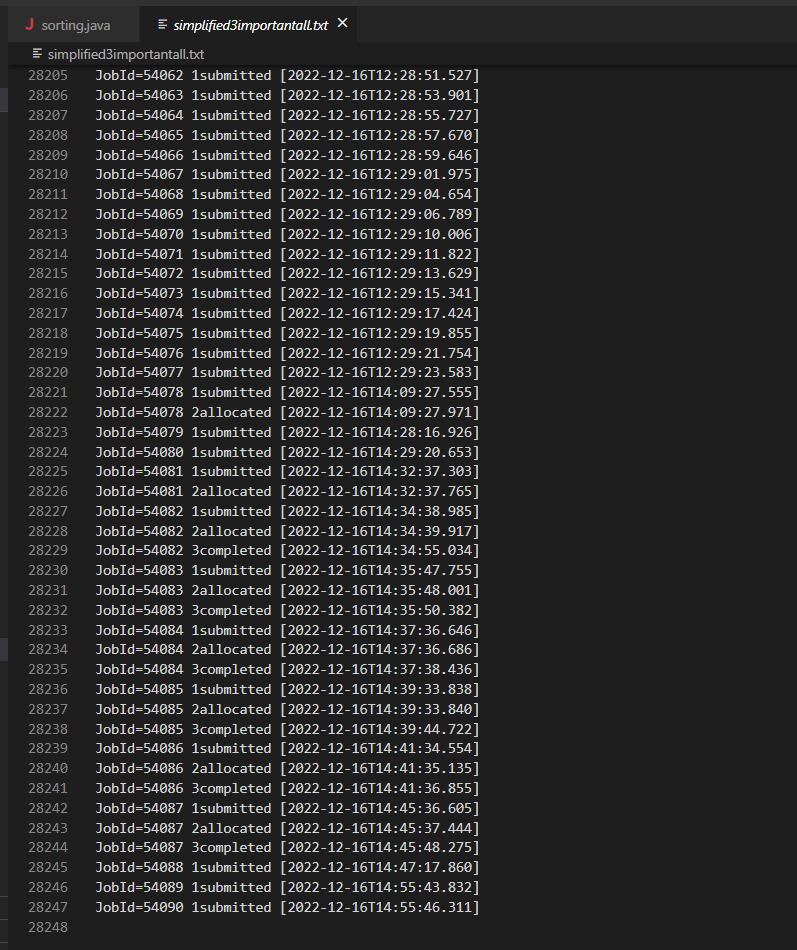 J sorting.java
simplified3importantall.txt
simplified3importantall.txt
28205 JobId=54062 1submitted [2022-12-16T12:28:51.527]
28206 JobId=54063 1submitted [2022-12-16T12:28:53.901]
28207 JobId=54064 1submitted [2022-12-16T12:28:55.727]
28208 JobId=54065 1submitted [2022-12-16T12:28:57.670]
28209 JobId=54066 1submitted [2022-12-16T12:28:59.646]
28210 JobId=54067 1submitted [2022-12-16T12:29:01.975]
28211 JobId=54068 1submitted [2022-12-16T12:29:04.654]
28212 JobId=54069 1submitted [2022-12-16T12:29:06.789]
28213 JobId=54070 1submitted [2022-12-16T12:29:10.006]
28214 JobId=54071 1submitted [2022-12-16T12:29:11.822]
28215 JobId=54072 1submitted [2022-12-16T12:29:13.629]
28216 JobId=54073 1submitted [2022-12-16T12:29:15.341]
28217 JobId=54074 1submitted [2022-12-16T12:29:17.424]
28218 JobId=54075 1submitted [2022-12-16T12:29:19.855]
28219 JobId=54076 1submitted [2022-12-16T12:29:21.754]
28220 JobId=54077 1submitted [2022-12-16T12:29:23.583]
28221 JobId=54078 1submitted [2022-12-16T14:09:27.555]
28222 JobId=54078 2allocated [2022-12-16T14:09:27.971]
28223 JobId=54079 1submitted [2022-12-16T14:28:16.926]
28224 JobId=54080 1submitted [2022-12-16T14:29:20.653]
28225 JobId=54081 1submitted [2022-12-16T14:32:37.303]
28226 JobId=54081 2allocated [2022-12-16T14:32:37.765]
28227 JobId=54082 1submitted [2022-12-16T14:34:38.985]
28228 JobId=54082 2allocated [2022-12-16T14:34:39.917]
28229 JobId=54082 3completed [2022-12-16T14:34:55.034]
28230 JobId=54083 1submitted [2022-12-16T14:35:47.755]
28231 JobId=54083 2allocated [2022-12-16T14:35:48.001]
28232 JobId=54083 3completed [2022-12-16T14:35:50.382]
28233 JobId=54084 1submitted [2022-12-16T14:37:36.646]
28234 JobId=54084 2allocated [2022-12-16T14:37:36.686]
28235 JobId=54084 3completed [2022-12-16T14:37:38.436]
28236 JobId=54085 1submitted [2022-12-16T14:39:33.838]
28237 JobId=54085 2allocated [2022-12-16T14:39:33.840]
28238 JobId=54085 3completed [2022-12-16T14:39:44.722]
28239 JobId=54086 1submitted [2022-12-16T14:41:34.554]
28240 JobId=54086 2allocated [2022-12-16T14:41:35.135]
28241 JobId=54086 3completed [2022-12-16T14:41:36.855]
28242 JobId=54087 1submitted [2022-12-16T14:45:36.605]
28243 JobId=54087 2allocated [2022-12-16T14:45:37.444]
28244 JobId=54087 3completed [2022-12-16T14:45:48.275]
28245 JobId=54088 1submitted [2022-12-16T14:47:17.860]
28246 JobId=54089 1submitted [2022-12-16T14:55:43.832]
28247 JobId=54090 1submitted [2022-12-16T14:55:46.311]
28248